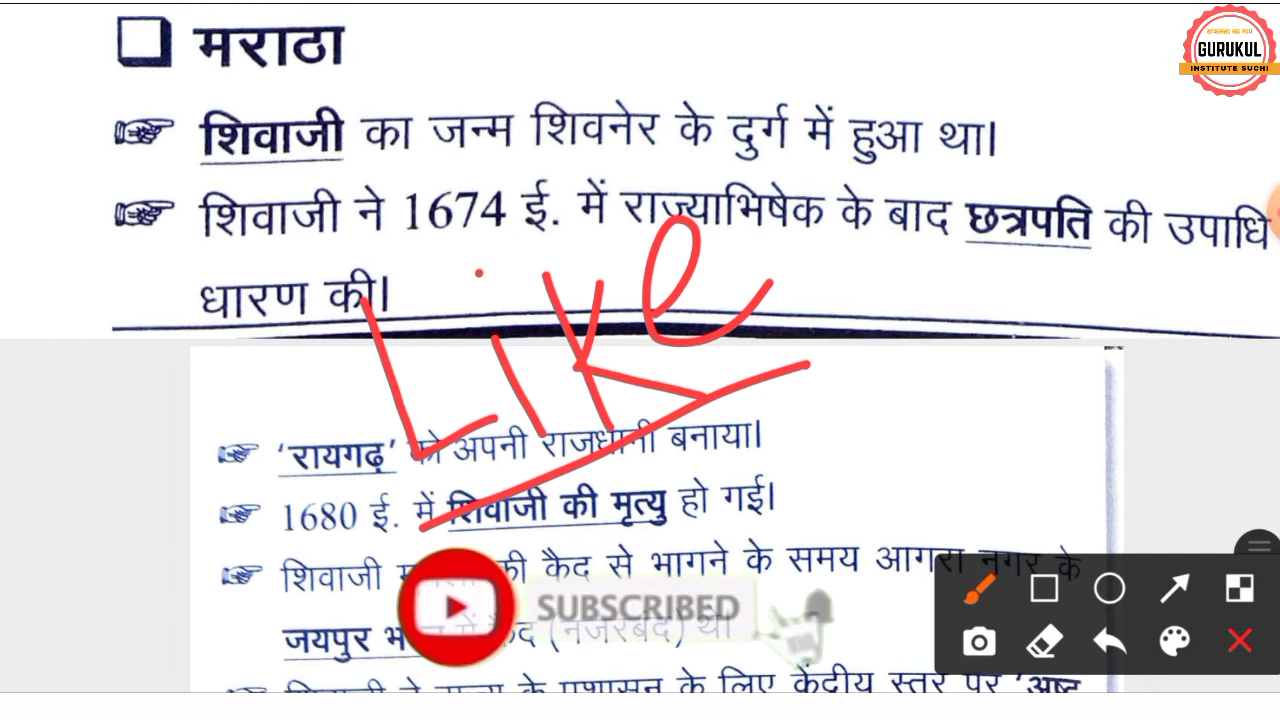 सफलता का नाम
GURUKUL
INSTITUTE SUCHI
मराठा
शिवाजी का जन्म शिवनेर के दुर्ग में हुआ था।
शिवाजी ने 1674 ई. में राज्याभिषेक के बाद छत्रपति की उपाधि
धारण की।
Like
'रायगढ़' को अपनी राजधानी बनाया।
1680 ई. में शिवाजी की मृत्यु हो गई।
शिवाजी की कैद से भागने के समय आगरा नगर के
जयपुर में कैद (नजरबंद) था
SUBSCRIBED
शिवाजी ने राज्य के प्रशासन के लिए केंद्रीय स्तर पर 'अष्ट